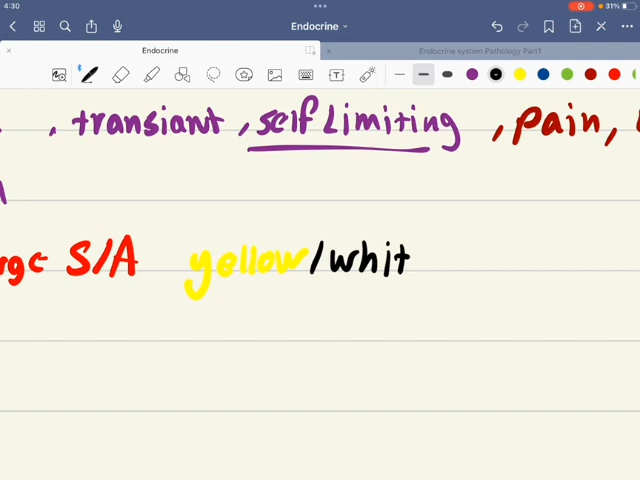 4:30
31%
Endocrine
Endocrine
Endocrine system Pathology Part1
, transiant , self Limiting , pain,
S/A yellow/whit